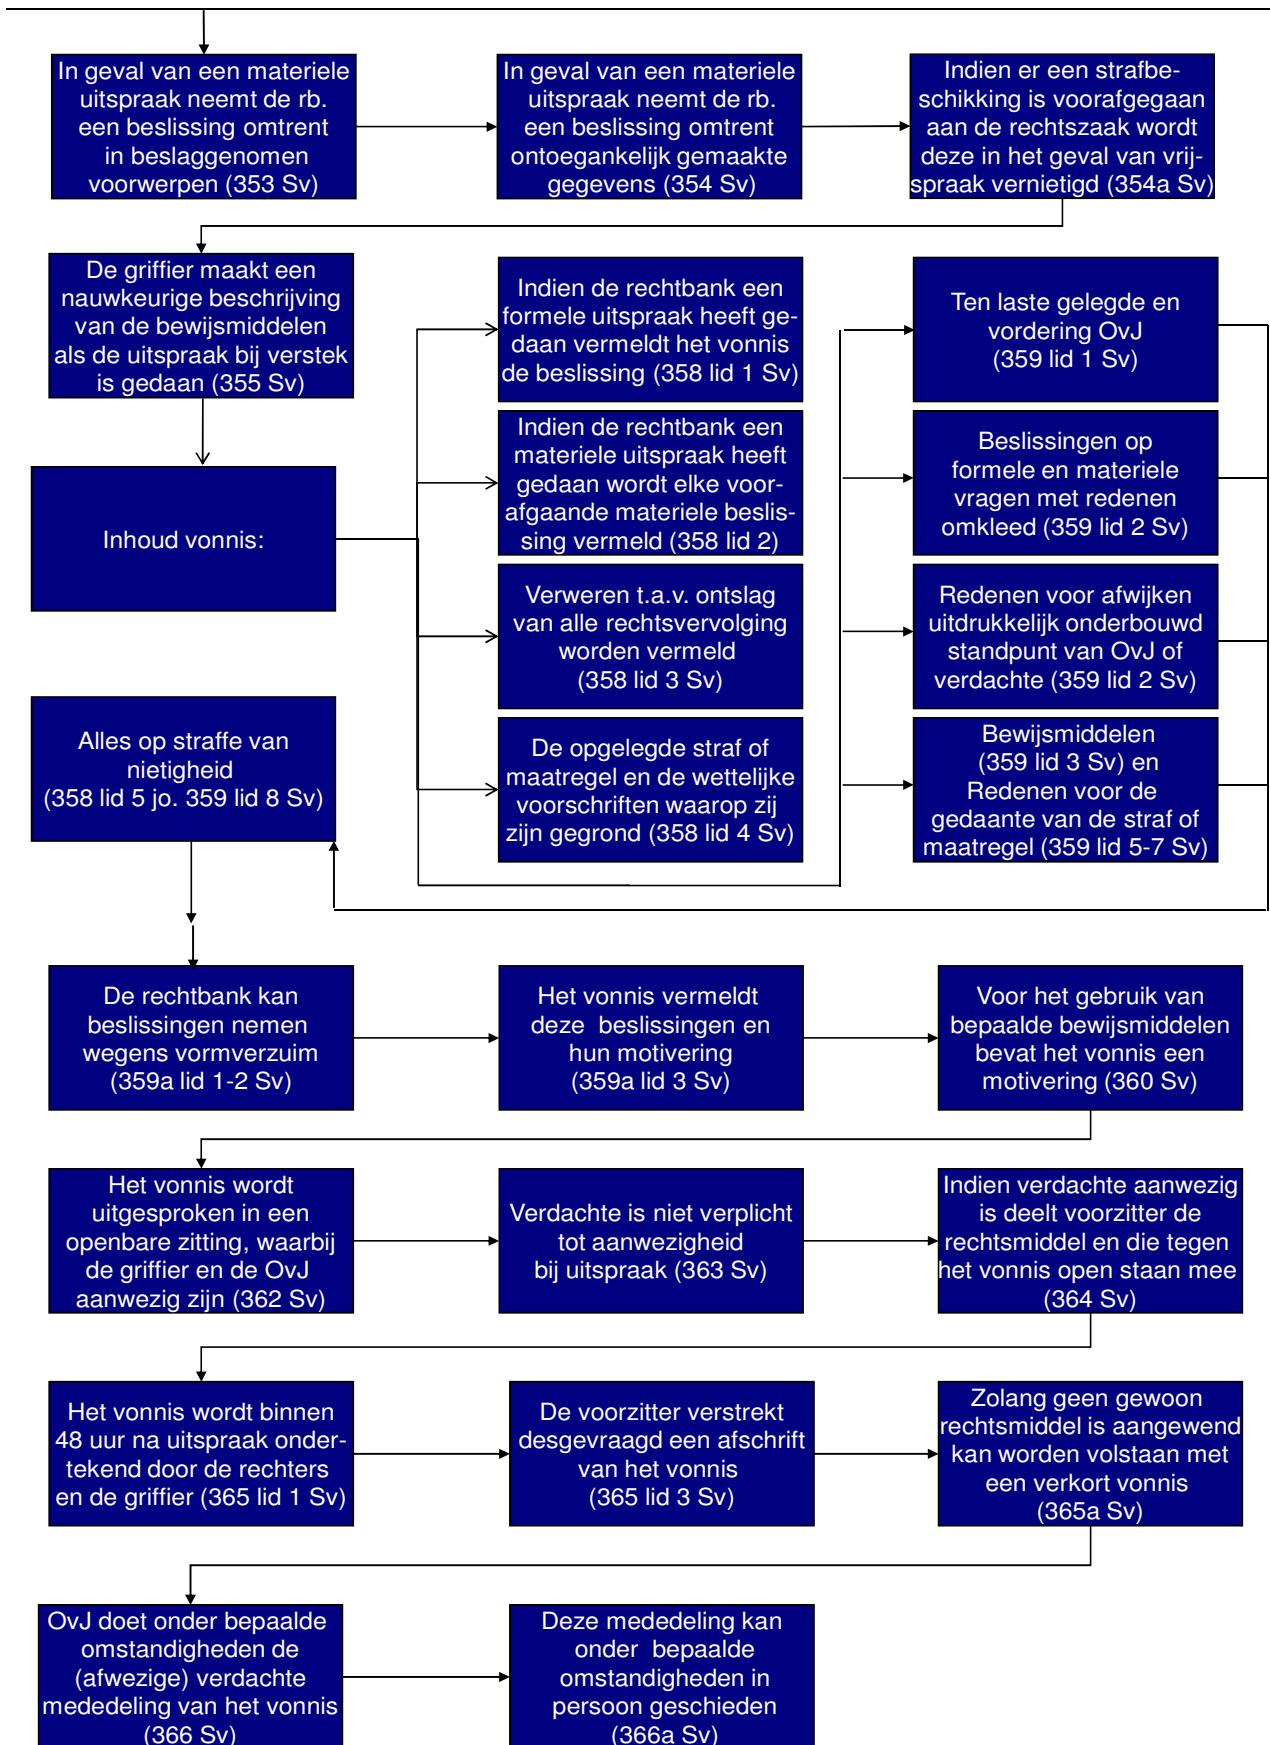 In geval van een materiele
uitspraak neemt de rb.
een beslissing omtrent
in beslaggenomen
voorwerpen (353 Sv)
In geval van een materiele
uitspraak neemt de rb.
een beslissing omtrent
ontoegankelijk gemaakte
gegevens (354 Sv)
Indien er een strafbe-
schikking is voorafgegaan
aan de rechtszaak wordt
deze in het geval van vrij-
spraak vernietigd (354a Sv)
De griffier maakt een
nauwkeurige beschrijving
van de bewijsmiddelen
als de uitspraak bij verstek
is gedaan (355 Sv)
Inhoud vonnis:
Indien de rechtbank een
formele uitspraak heeft ge-
daan vermeldt het vonnis
de beslissing (358 lid 1 Sv)
Indien de rechtbank een
materiele uitspraak heeft
gedaan wordt elke voor-
afgaande materiele beslis-
sing vermeld (358 lid 2)
Verweren t.a.v. ontslag
van alle rechtsvervolging
worden vermeld
(358 lid 3 Sv)
De opgelegde straf of
maatregel en de wettelijke
voorschriften waarop zij
zijn gegrond (358 lid 4 Sv)
Ten laste gelegde en
vordering OvJ
(359 lid 1 Sv)
Beslissingen op
formele en materiele
vragen met redenen
omkleed (359 lid 2 Sv)
Redenen voor afwijken
uitdrukkelijk onderbouwd
standpunt van OvJ of
verdachte (359 lid 2 Sv)
Bewijsmiddelen
(359 lid 3 Sv) en
Redenen voor de
gedaante van de straf of
maatregel (359 lid 5-7 Sv)
Alles op straffe van
nietigheid
(358 lid 5 jo. 359 lid 8 Sv)
De rechtbank kan
beslissingen nemen
wegens vormverzuim
(359a lid 1-2 Sv)
Het vonnis vermeldt
deze  beslissingen en
hun motivering
(359a lid 3 Sv)
Voor het gebruik van
bepaalde bewijsmiddelen
bevat het vonnis een
motivering (360 Sv)
Het vonnis wordt
uitgesproken in een
openbare zitting, waarbij
de griffier en de OvJ
aanwezig zijn (362 Sv)
Verdachte is niet verplicht
tot aanwezigheid
bij uitspraak (363 Sv)
Indien verdachte aanwezig
is deelt voorzitter de
rechtsmiddel en die tegen
het vonnis open staan mee
(364 Sv)
Het vonnis wordt binnen
48 uur na uitspraak onder-
tekend door de rechters
en de griffier (365 lid 1 Sv)
De voorzitter verstrekt
desgevraagd een afschrift
van het vonnis
(365 lid 3 Sv)
Zolang geen gewoon
rechtsmiddel is aangewend
kan worden volstaan met
een verkort vonnis
(365a Sv)
OvJ doet onder bepaalde
omstandigheden de
(afwezige) verdachte
mededeling van het vonnis
(366 Sv)
Deze mededeling kan
onder  bepaalde
omstandigheden in
persoon geschieden
(366a Sv)